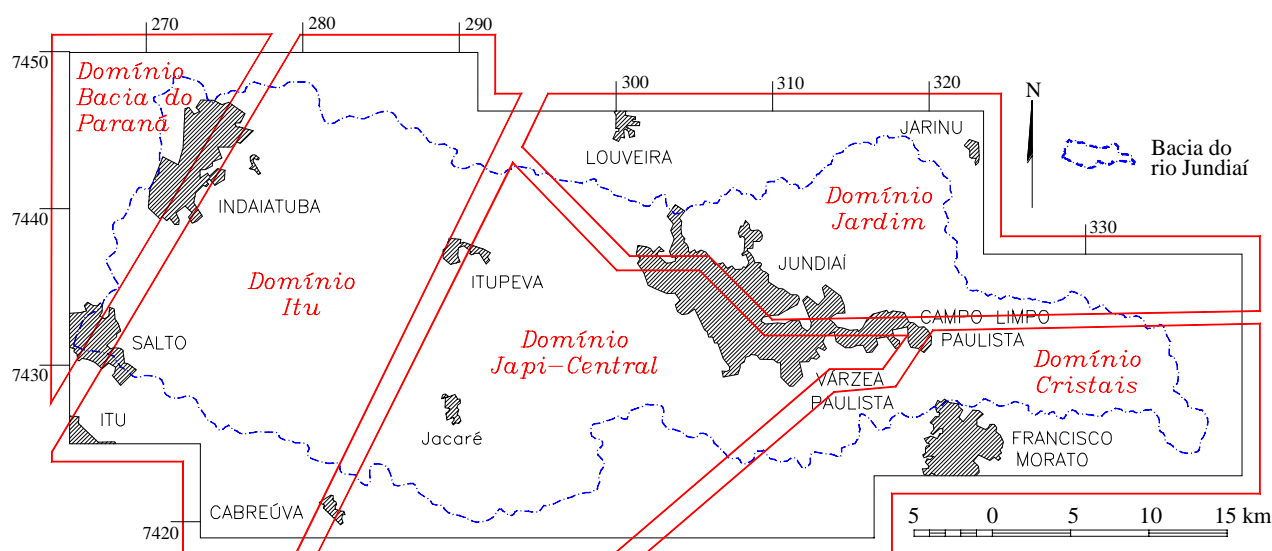 270
280
290
7450
Domínio
Bacia do
Paraná
300
310
320
N
LOUVEIRA
JARINU
Bacia do
rio Jundiaí
7440
INDAIATUBA
Domínio
Jardim
330
ITUPEVA
JUNDIAÍ
Domínio
Itu
SALTO
Domínio
Japi-Central
CAMPO LIMPO
PAULISTA
7430
VÁRZEA
PAULISTA
Domínio
Cristais
ITU
Jacaré
FRANCISCO
MORATO
CABREÚVA
7420
5 0 5 10 15 km